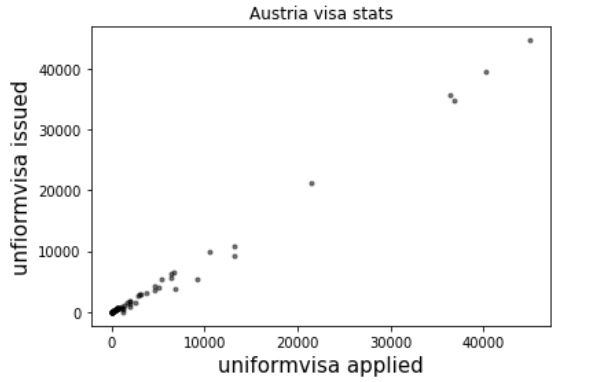 Austria visa stats
40000
30000
20000
10000
0
unfiormvisa issued
0 10000 20000 30000 40000
uniformvisa applied